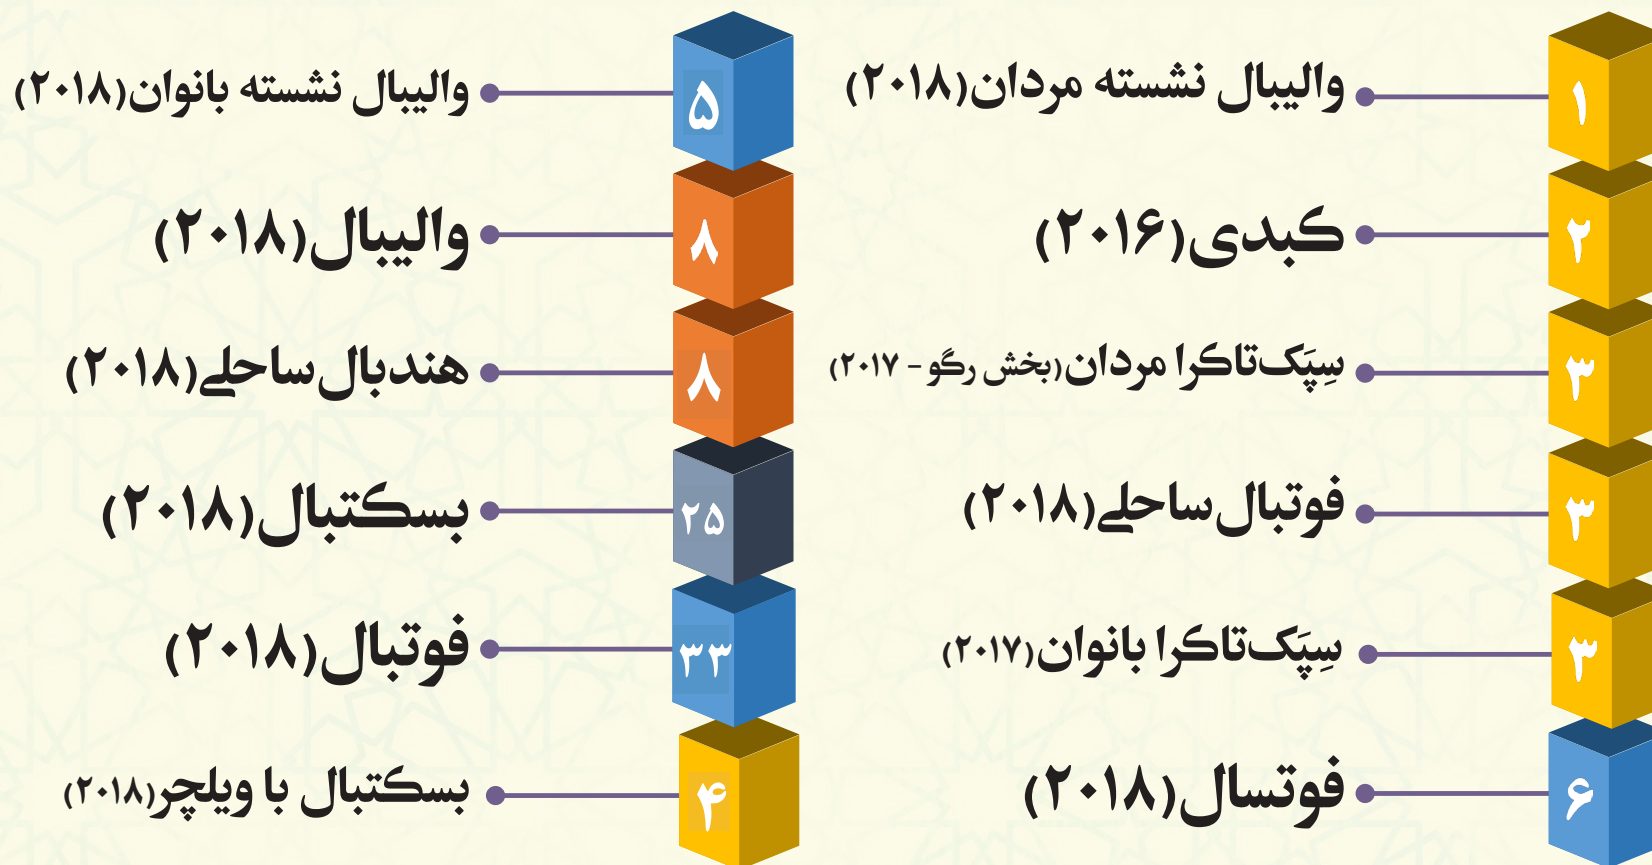 ۱ والیبال نشسته مردان(۲۰۱۸)
۲ کبدی(۲۰۱۶)
۳ سِپَک‌تاکرا مردان(بخش رگو - ۲۰۱۷)
۳ فوتبال ساحلی(۲۰۱۸)
۳ سِپَک‌تاکرا بانوان(۲۰۱۷)
۶ فوتسال(۲۰۱۸)
۵ والیبال نشسته بانوان(۲۰۱۸)
۸ والیبال(۲۰۱۸)
۸ هندبال ساحلی(۲۰۱۸)
۲۵ بسکتبال(۲۰۱۸)
۳۳ فوتبال(۲۰۱۸)
۴ بسکتبال با ویلچر(۲۰۱۸)